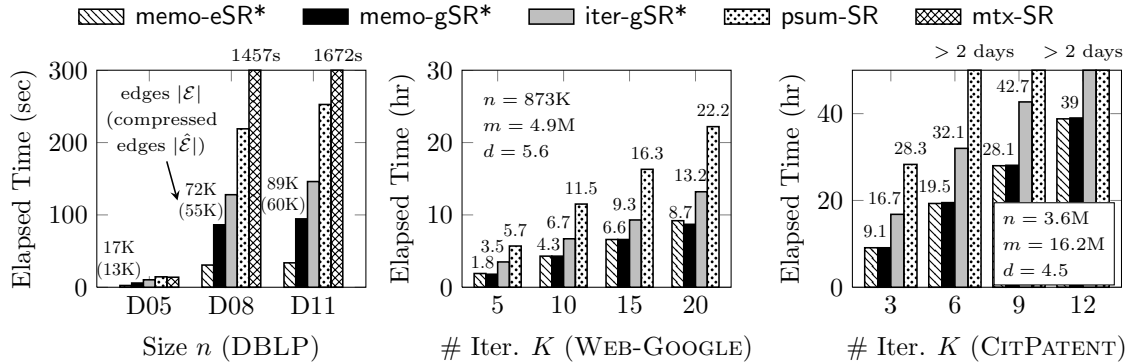 memo-eSR* memo-gSR* iter-gSR* psum-SR mtx-SR
Elapsed Time (sec)
300
200
100
0
1457s 1672s
edges |ℰ|
(compressed
edges |ℰ̂|)
17K
(13K)
72K
(55K)
89K
(60K)
D05 D08 D11
Size n (DBLP)
Elapsed Time (hr)
30
20
10
0
n = 873K
m = 4.9M
d = 5.6
1.8 3.5 5.7
4.3 6.7 11.5
6.6 9.3 16.3
8.7 13.2 22.2
5 10 15 20
# Iter. K (WEB-GOOGLE)
Elapsed Time (hr)
40
20
0
> 2 days > 2 days
9.1 16.7 28.3
19.5 32.1
28.1 42.7
39
n = 3.6M
m = 16.2M
d = 4.5
3 6 9 12
# Iter. K (CITPATENT)